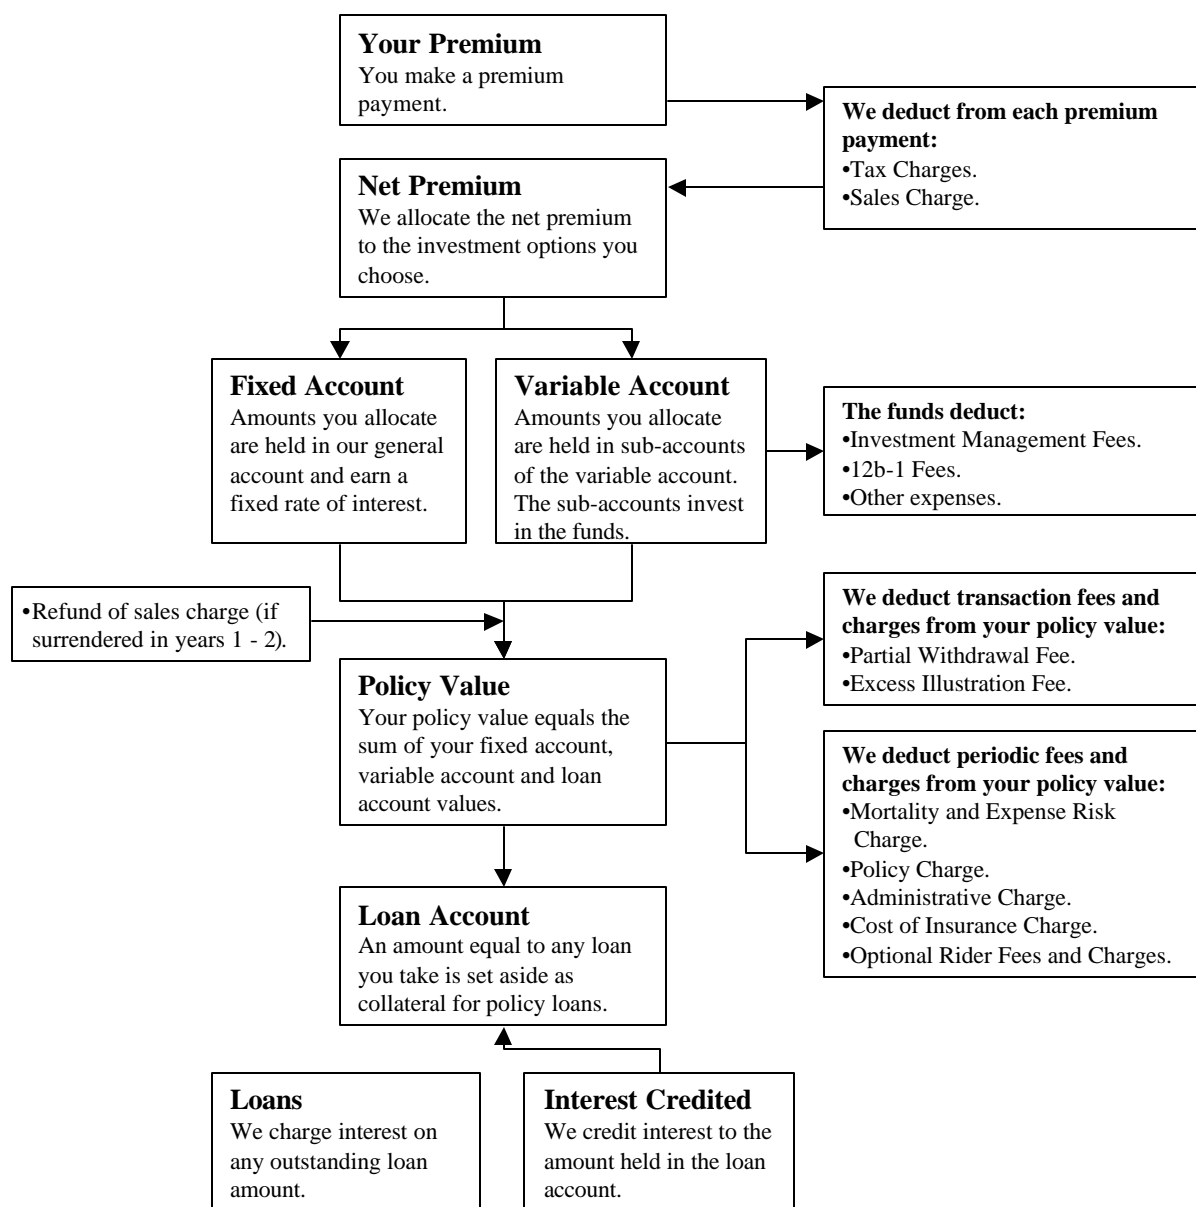 Your Premium
You make a premium
payment.
We deduct from each premium
payment:
•Tax Charges.
•Sales Charge.
Net Premium
We allocate the net premium
to the investment options you
choose.
Fixed Account
Amounts you allocate
are held in our general
account and earn a
fixed rate of interest.
Variable Account
Amounts you allocate
are held in sub-accounts
of the variable account.
The sub-accounts invest
in the funds.
The funds deduct:
•Investment Management Fees.
•12b-1 Fees.
•Other expenses.
•Refund of sales charge (if
surrendered in years 1 - 2).
We deduct transaction fees and
charges from your policy value:
•Partial Withdrawal Fee.
•Excess Illustration Fee.
Policy Value
Your policy value equals the
sum of your fixed account,
variable account and loan
account values.
We deduct periodic fees and
charges from your policy value:
•Mortality and Expense Risk
Charge.
•Policy Charge.
•Administrative Charge.
•Cost of Insurance Charge.
•Optional Rider Fees and Charges.
Loan Account
An amount equal to any loan
you take is set aside as
collateral for policy loans.
Loans
We charge interest on
any outstanding loan
amount.
Interest Credited
We credit interest to the
amount held in the loan
account.